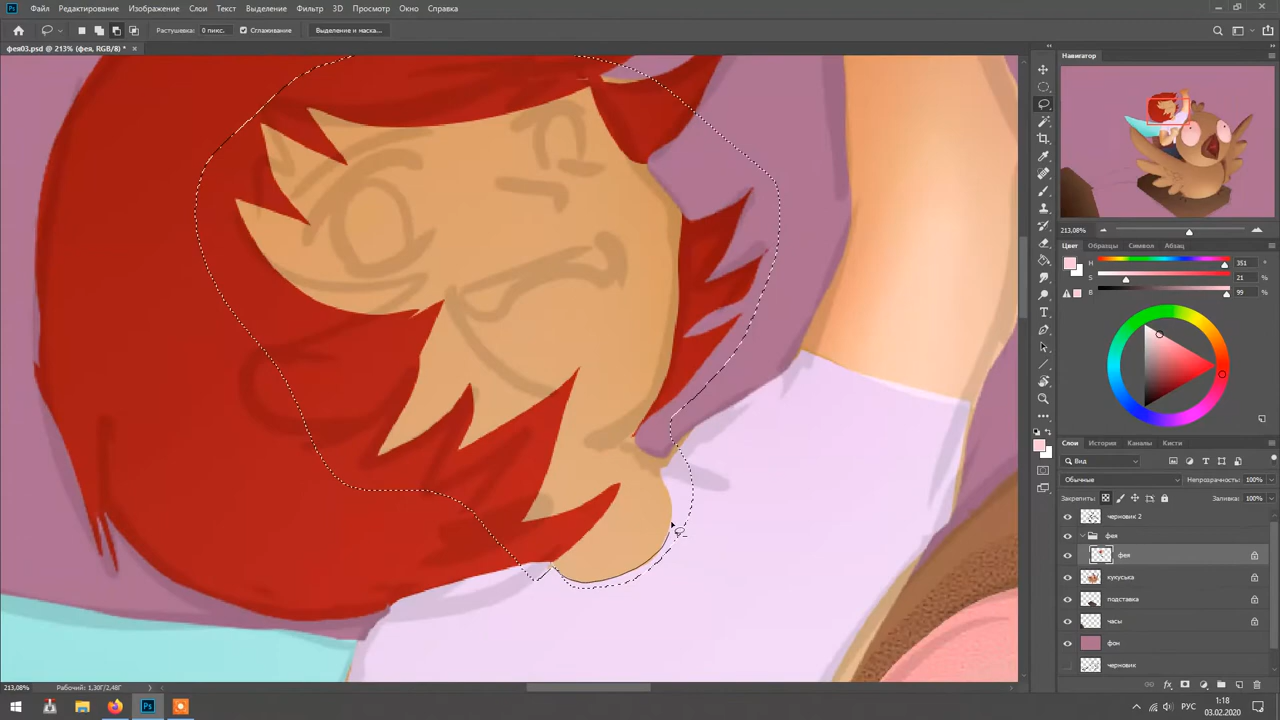 Файл Редактирование Изображение Слои Текст Выделение Фильтр 3D Просмотр Окно Справка
Растушевка: 0 пикс. Сглаживание Выделение и маска...
фея03.psd @ 213% (фея, RGB/8) *
Навигатор
213,08%
Цвет Образцы Символ Абзац
H 351 °
S 21 %
B 99 %
Слои История Каналы Кисти
Вид
Обычные Непрозрачность: 100%
Закрепить: Заливка: 100%
черновик 2
фея
фея
кукуська
подставка
часы
фон
черновик
213,08% Рабочий: 1,30Г/2,48Г
РУС 1:18 03.02.2020